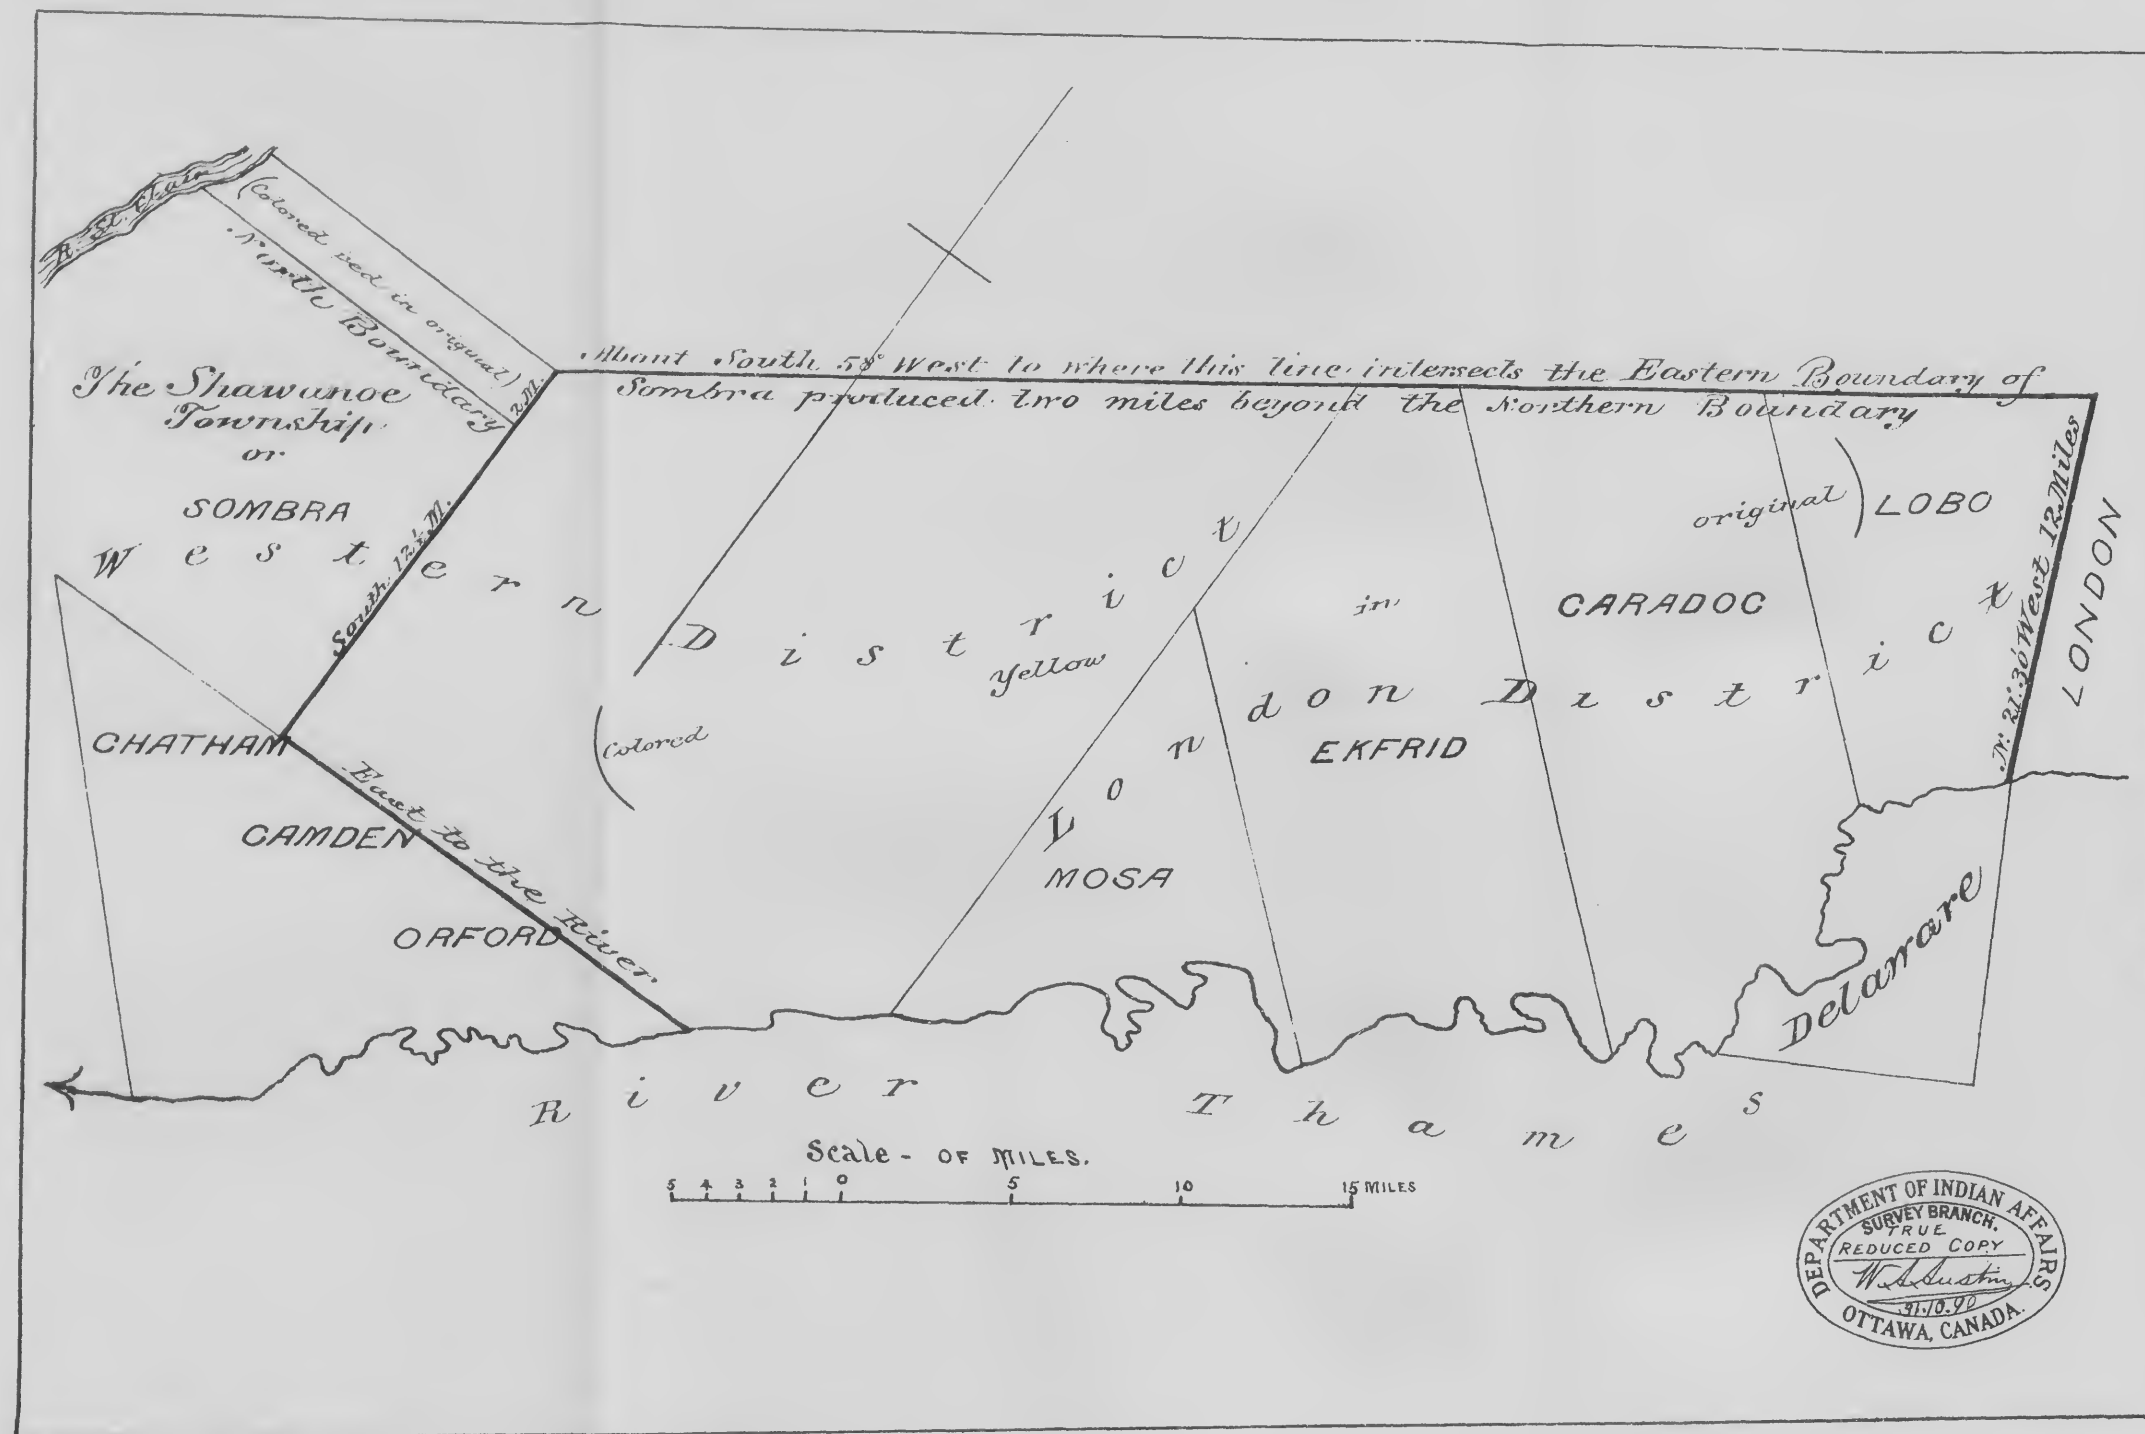 R. St. Clair
(Colored red in original)
North Boundary
2 M.
About South 58° West to where this line intersects the Eastern Boundary of
Sombra produced two miles beyond the Northern Boundary
The Shawanoe
Township
or
SOMBRA
Western District
South 12½ M.
original)
LOBO
N. 21° 30' West 12 Miles
LONDON
CARADOC
in
Yellow
(Colored
London District
EKFRID
CHATHAM
East to the River
CAMDEN
MOSA
ORFORD
Delaware
River Thames
Scale - OF MILES.
5 4 3 2 1 0 5 10 15 MILES
DEPARTMENT OF INDIAN AFFAIRS.
SURVEY BRANCH.
TRUE
REDUCED COPY
W A Austin
31.10.90
OTTAWA, CANADA.